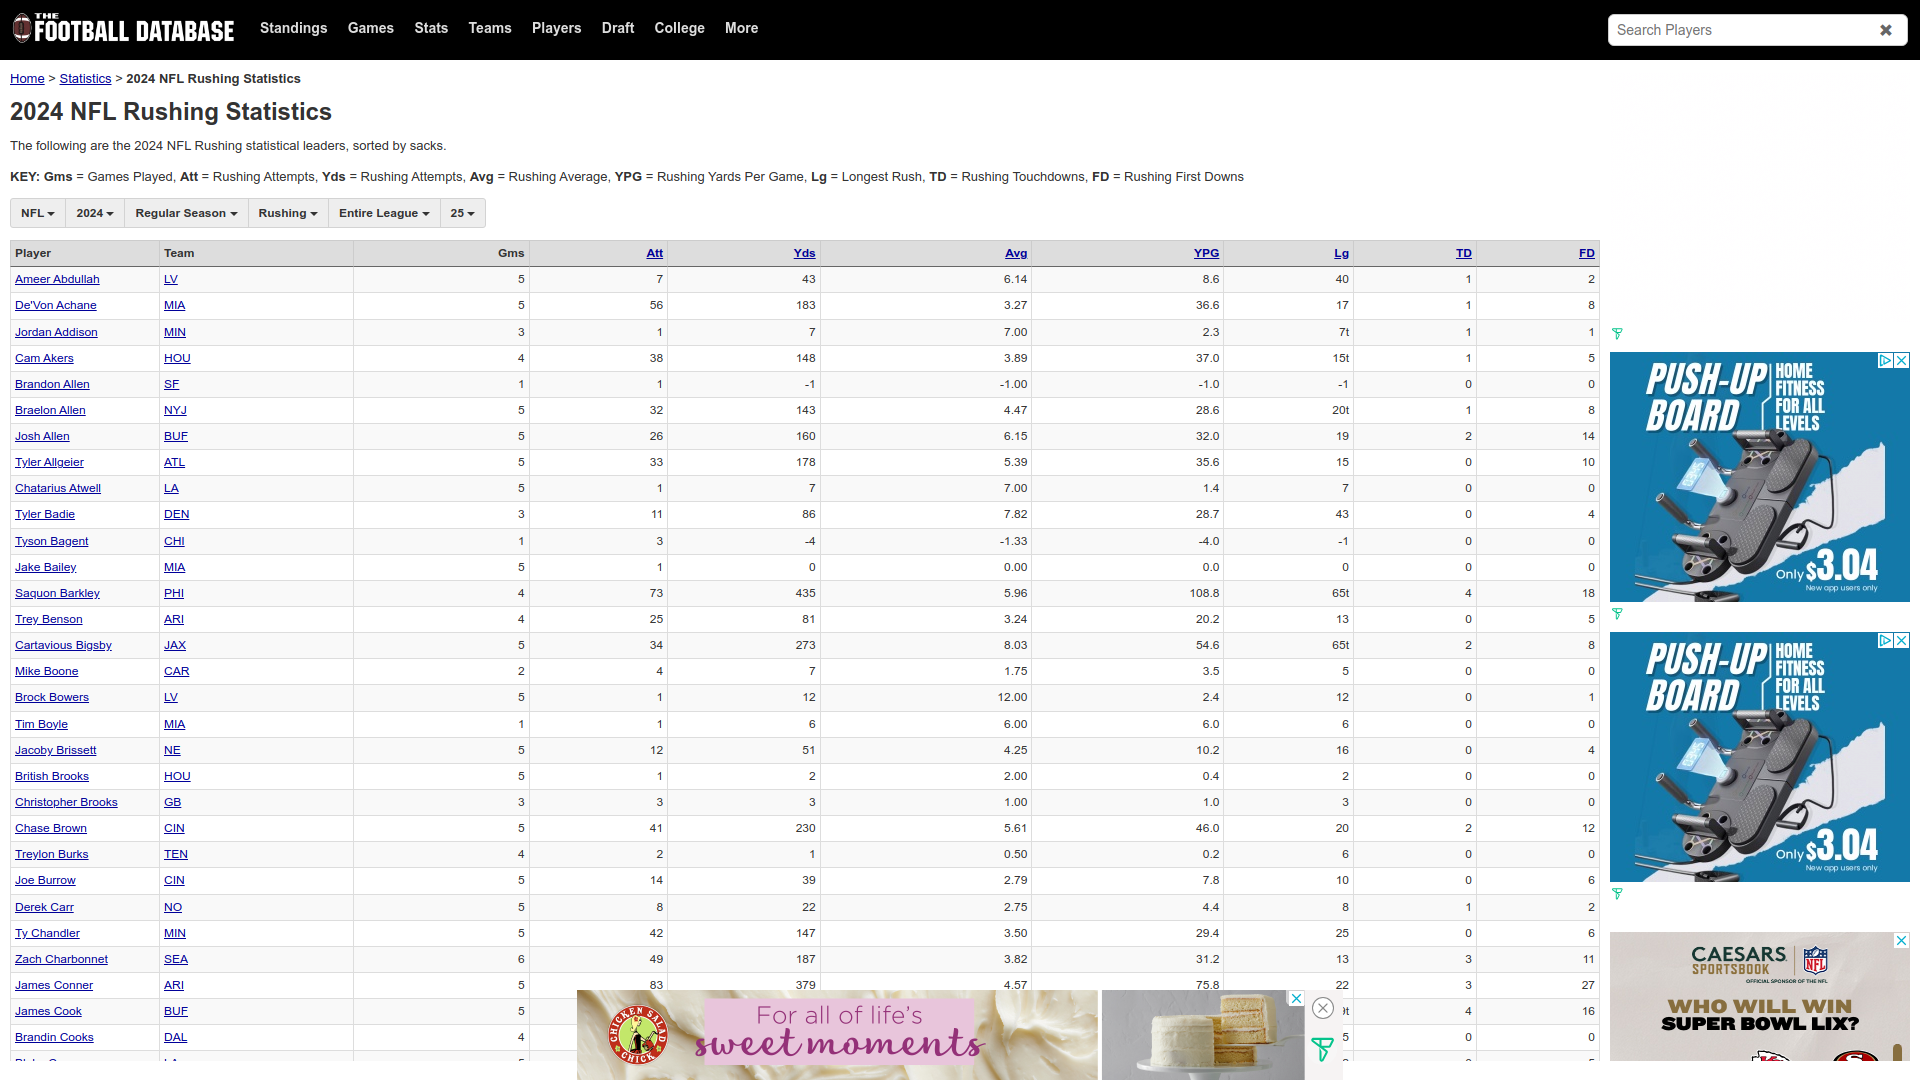 THE FOOTBALL DATABASE Standings Games Stats Teams Players Draft College More Search Players
Home > Statistics > 2024 NFL Rushing Statistics
2024 NFL Rushing Statistics
The following are the 2024 NFL Rushing statistical leaders, sorted by sacks.
KEY: Gms = Games Played, Att = Rushing Attempts, Yds = Rushing Attempts, Avg = Rushing Average, YPG = Rushing Yards Per Game, Lg = Longest Rush, TD = Rushing Touchdowns, FD = Rushing First Downs
NFL 2024 Regular Season Rushing Entire League 25
Player Team Gms Att Yds Avg YPG Lg TD FD
Ameer Abdullah LV 5 7 43 6.14 8.6 40 1 2
De'Von Achane MIA 5 56 183 3.27 36.6 17 1 8
Jordan Addison MIN 3 1 7 7.00 2.3 7t 1 1
Cam Akers HOU 4 38 148 3.89 37.0 15t 1 5
Brandon Allen SF 1 1 -1 -1.00 -1.0 -1 0 0
Braelon Allen NYJ 5 32 143 4.47 28.6 20t 1 8
Josh Allen BUF 5 26 160 6.15 32.0 19 2 14
Tyler Allgeier ATL 5 33 178 5.39 35.6 15 0 10
Chatarius Atwell LA 5 1 7 7.00 1.4 7 0 0
Tyler Badie DEN 3 11 86 7.82 28.7 43 0 4
Tyson Bagent CHI 1 3 -4 -1.33 -4.0 -1 0 0
Jake Bailey MIA 5 1 0 0.00 0.0 0 0 0
Saquon Barkley PHI 4 73 435 5.96 108.8 65t 4 18
Trey Benson ARI 4 25 81 3.24 20.2 13 0 5
Cartavious Bigsby JAX 5 34 273 8.03 54.6 65t 2 8
Mike Boone CAR 2 4 7 1.75 3.5 5 0 0
Brock Bowers LV 5 1 12 12.00 2.4 12 0 1
Tim Boyle MIA 1 1 6 6.00 6.0 6 0 0
Jacoby Brissett NE 5 12 51 4.25 10.2 16 0 4
British Brooks HOU 5 1 2 2.00 0.4 2 0 0
Christopher Brooks GB 3 3 3 1.00 1.0 3 0 0
Chase Brown CIN 5 41 230 5.61 46.0 20 2 12
Treylon Burks TEN 4 2 1 0.50 0.2 6 0 0
Joe Burrow CIN 5 14 39 2.79 7.8 10 0 6
Derek Carr NO 5 8 22 2.75 4.4 8 1 2
Ty Chandler MIN 5 42 147 3.50 29.4 25 0 6
Zach Charbonnet SEA 6 49 187 3.82 31.2 13 3 11
James Conner ARI 5 83 379 4.57 75.8 22 3 27
James Cook BUF 5 4 16
Brandin Cooks DAL 4 5 0 0
PUSH-UP BOARD
HOME FITNESS FOR ALL LEVELS
Only $3.04
New app users only
PUSH-UP BOARD
HOME FITNESS FOR ALL LEVELS
Only $3.04
New app users only
CAESARS SPORTSBOOK NFL
OFFICIAL SPONSOR OF THE NFL
WHO WILL WIN
SUPER BOWL LIX?
CHICKEN SALAD CHICK
For all of life's
sweet moments